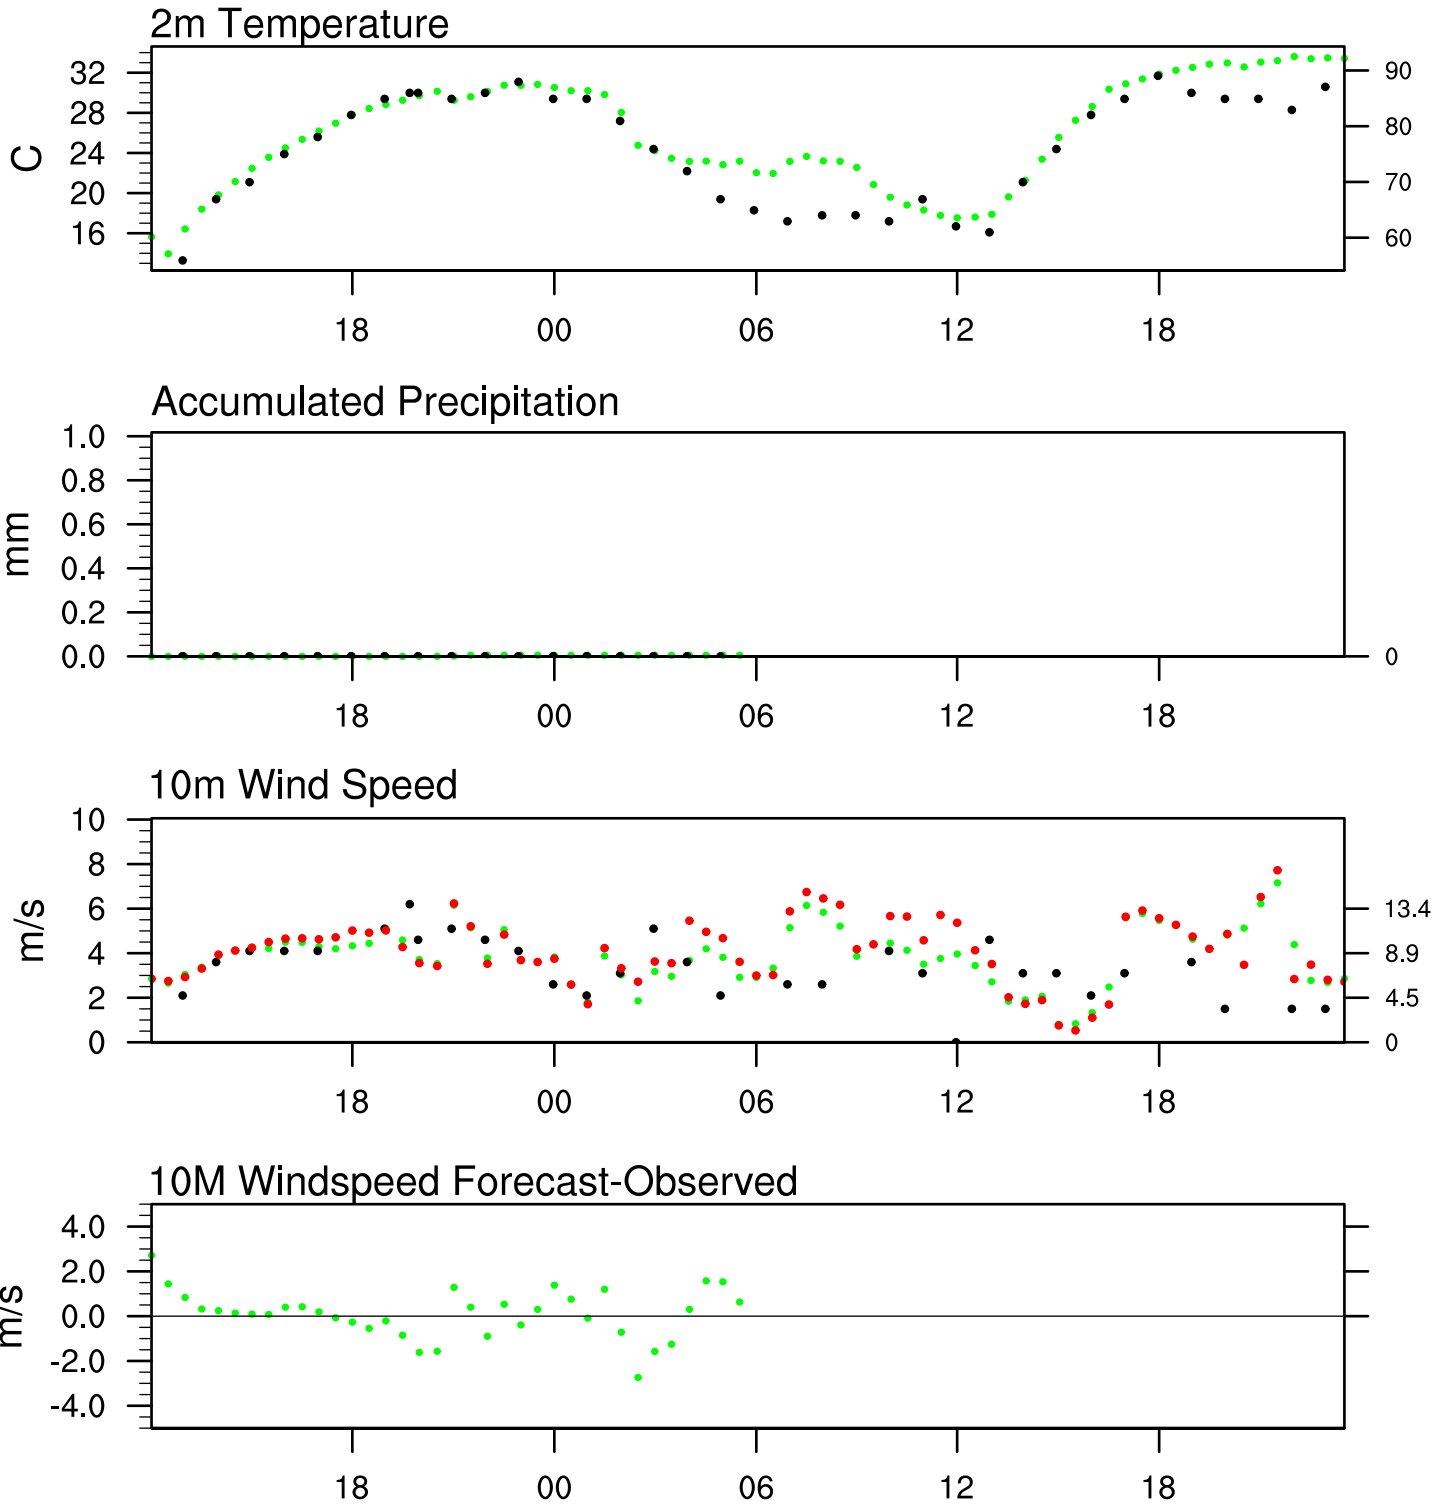 2m Temperature
32 90
28
80
24
C
20 70
16 60
18 00 06 12 18
Accumulated Precipitation
1.0
0.8
0.6
mm
0.4
0.2
0.0 0
18 00 06 12 18
10m Wind Speed
10
8
6 13.4
m/s
4 8.9
2 4.5
0 0
18 00 06 12 18
10M Windspeed Forecast-Observed
4.0
2.0
0.0
m/s
-2.0
-4.0
18 00 06 12 18